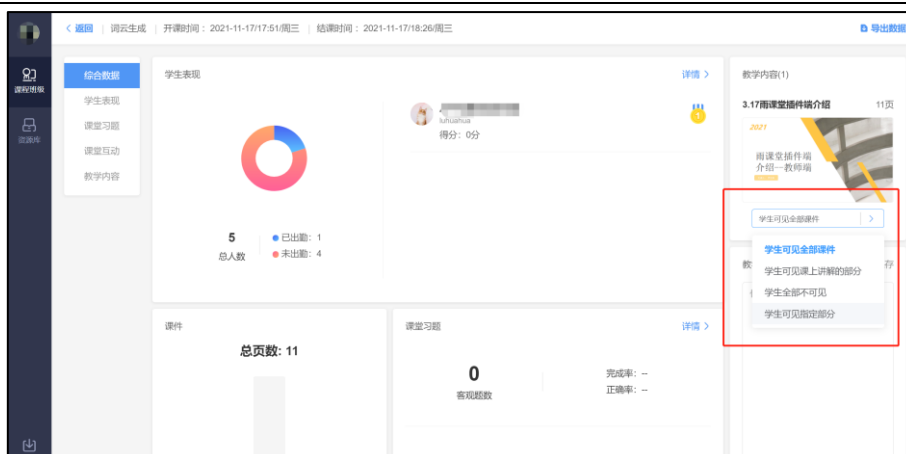 < 返回 | 词云生成 | 开课时间：2021-11-17/17:51/周三 | 结课时间：2021-11-17/18:26/周三
导出数据
课程班级
资源库
综合数据
学生表现
课堂习题
课堂互动
教学内容
学生表现
详情 >
luhuahua
得分：0分
1
5
总人数
已出勤：1
未出勤：4
教学内容(1)
3.17雨课堂插件端介绍 11页
2021
雨课堂插件端
介绍—教师端
学生可见全部课件 >
学生可见全部课件
学生可见课上讲解的部分
学生全部不可见
学生可见指定部分
教
存
课件
总页数: 11
课堂习题
详情 >
0
客观题数
完成率：--
正确率：--